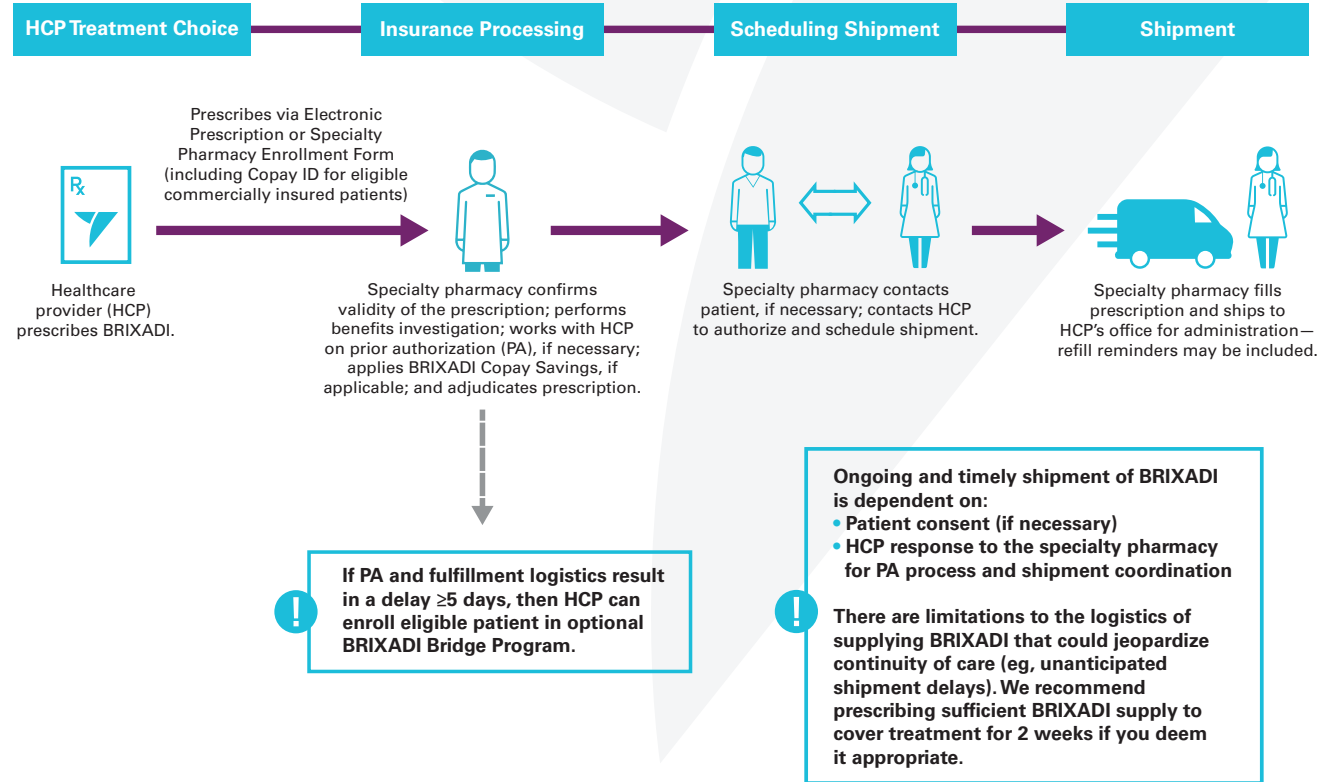 HCP Treatment Choice
Insurance Processing
Scheduling Shipment
Shipment
Prescribes via Electronic
Prescription or Specialty
Pharmacy Enrollment Form
(including Copay ID for eligible
commercially insured patients)
Rx
Healthcare
provider (HCP)
prescribes BRIXADI.
Specialty pharmacy confirms
validity of the prescription; performs
benefits investigation; works with HCP
on prior authorization (PA), if necessary;
applies BRIXADI Copay Savings, if
applicable; and adjudicates prescription.
Specialty pharmacy contacts
patient, if necessary; contacts HCP
to authorize and schedule shipment.
Specialty pharmacy fills
prescription and ships to
HCP’s office for administration—
refill reminders may be included.
!
If PA and fulfillment logistics result
in a delay ≥5 days, then HCP can
enroll eligible patient in optional
BRIXADI Bridge Program.
!
Ongoing and timely shipment of BRIXADI
is dependent on:
• Patient consent (if necessary)
• HCP response to the specialty pharmacy
for PA process and shipment coordination
There are limitations to the logistics of
supplying BRIXADI that could jeopardize
continuity of care (eg, unanticipated
shipment delays). We recommend
prescribing sufficient BRIXADI supply to
cover treatment for 2 weeks if you deem
it appropriate.